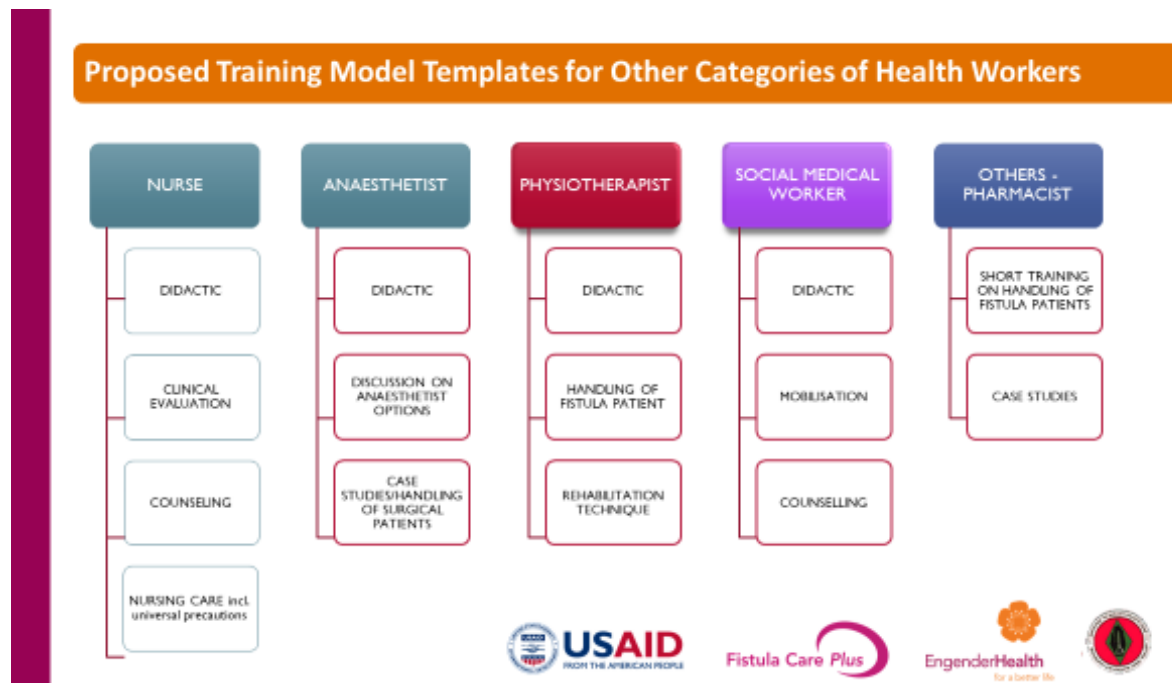 Proposed Training Model Templates for Other Categories of Health Workers
NURSE
DIDACTIC
CLINICAL
EVALUATION
COUNSELING
NURSING CARE incl.
universal precautions
ANAESTHETIST
DIDACTIC
DISCUSSION ON
ANAESTHETIST
OPTIONS
CASE
STUDIES/HANDLING
OF SURGICAL
PATIENTS
PHYSIOTHERAPIST
DIDACTIC
HANDLING OF
FISTULA PATIENT
REHABILITATION
TECHNIQUE
SOCIAL MEDICAL
WORKER
DIDACTIC
MOBILISATION
COUNSELLING
OTHERS -
PHARMACIST
SHORT TRAINING
ON HANDLING OF
FISTULA PATIENTS
CASE STUDIES
USAID
FROM THE AMERICAN PEOPLE
Fistula Care Plus
EngenderHealth
for a better life